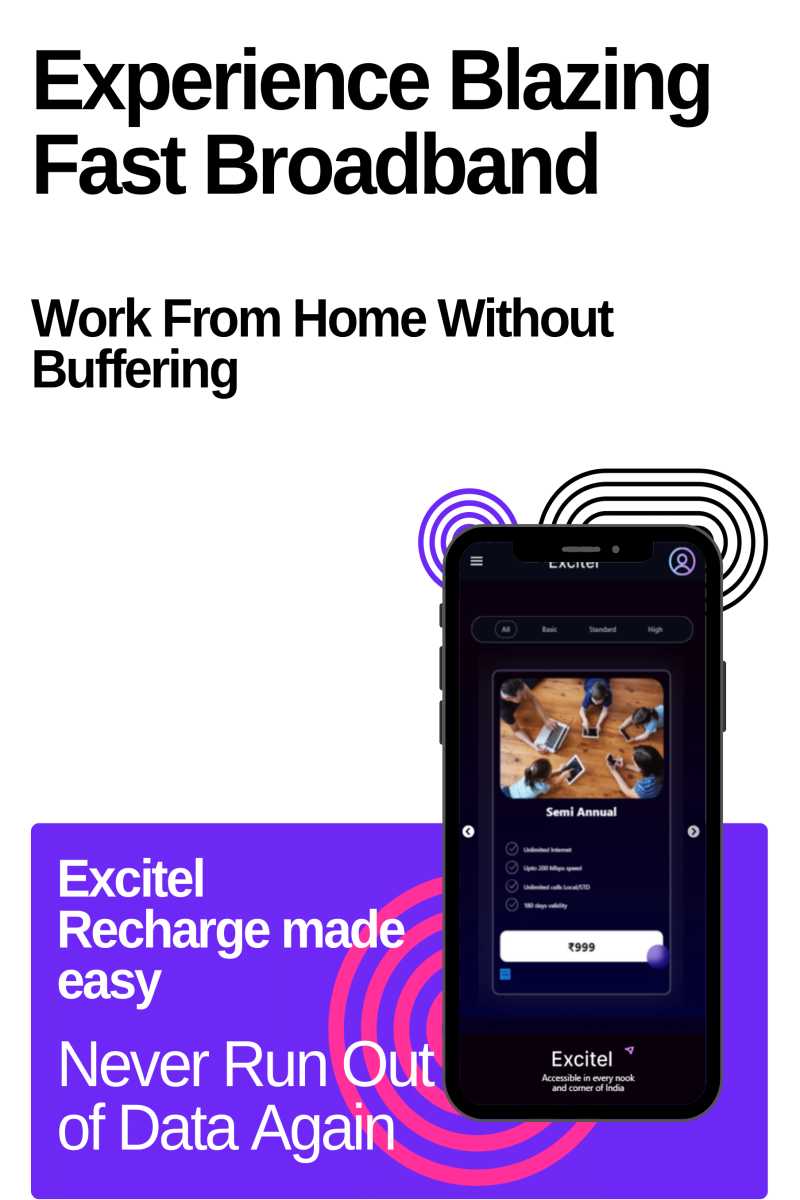 Experience Blazing
Fast Broadband
Work From Home Without
Buffering
Excitel
All Basic Standard High
Semi Annual
Unlimited Internet
Upto 200 Mbps speed
Unlimited calls Local/STD
180 days validity
₹999
Excitel
Accessible in every nook
and corner of India
Excitel
Recharge made
easy
Never Run Out
of Data Again